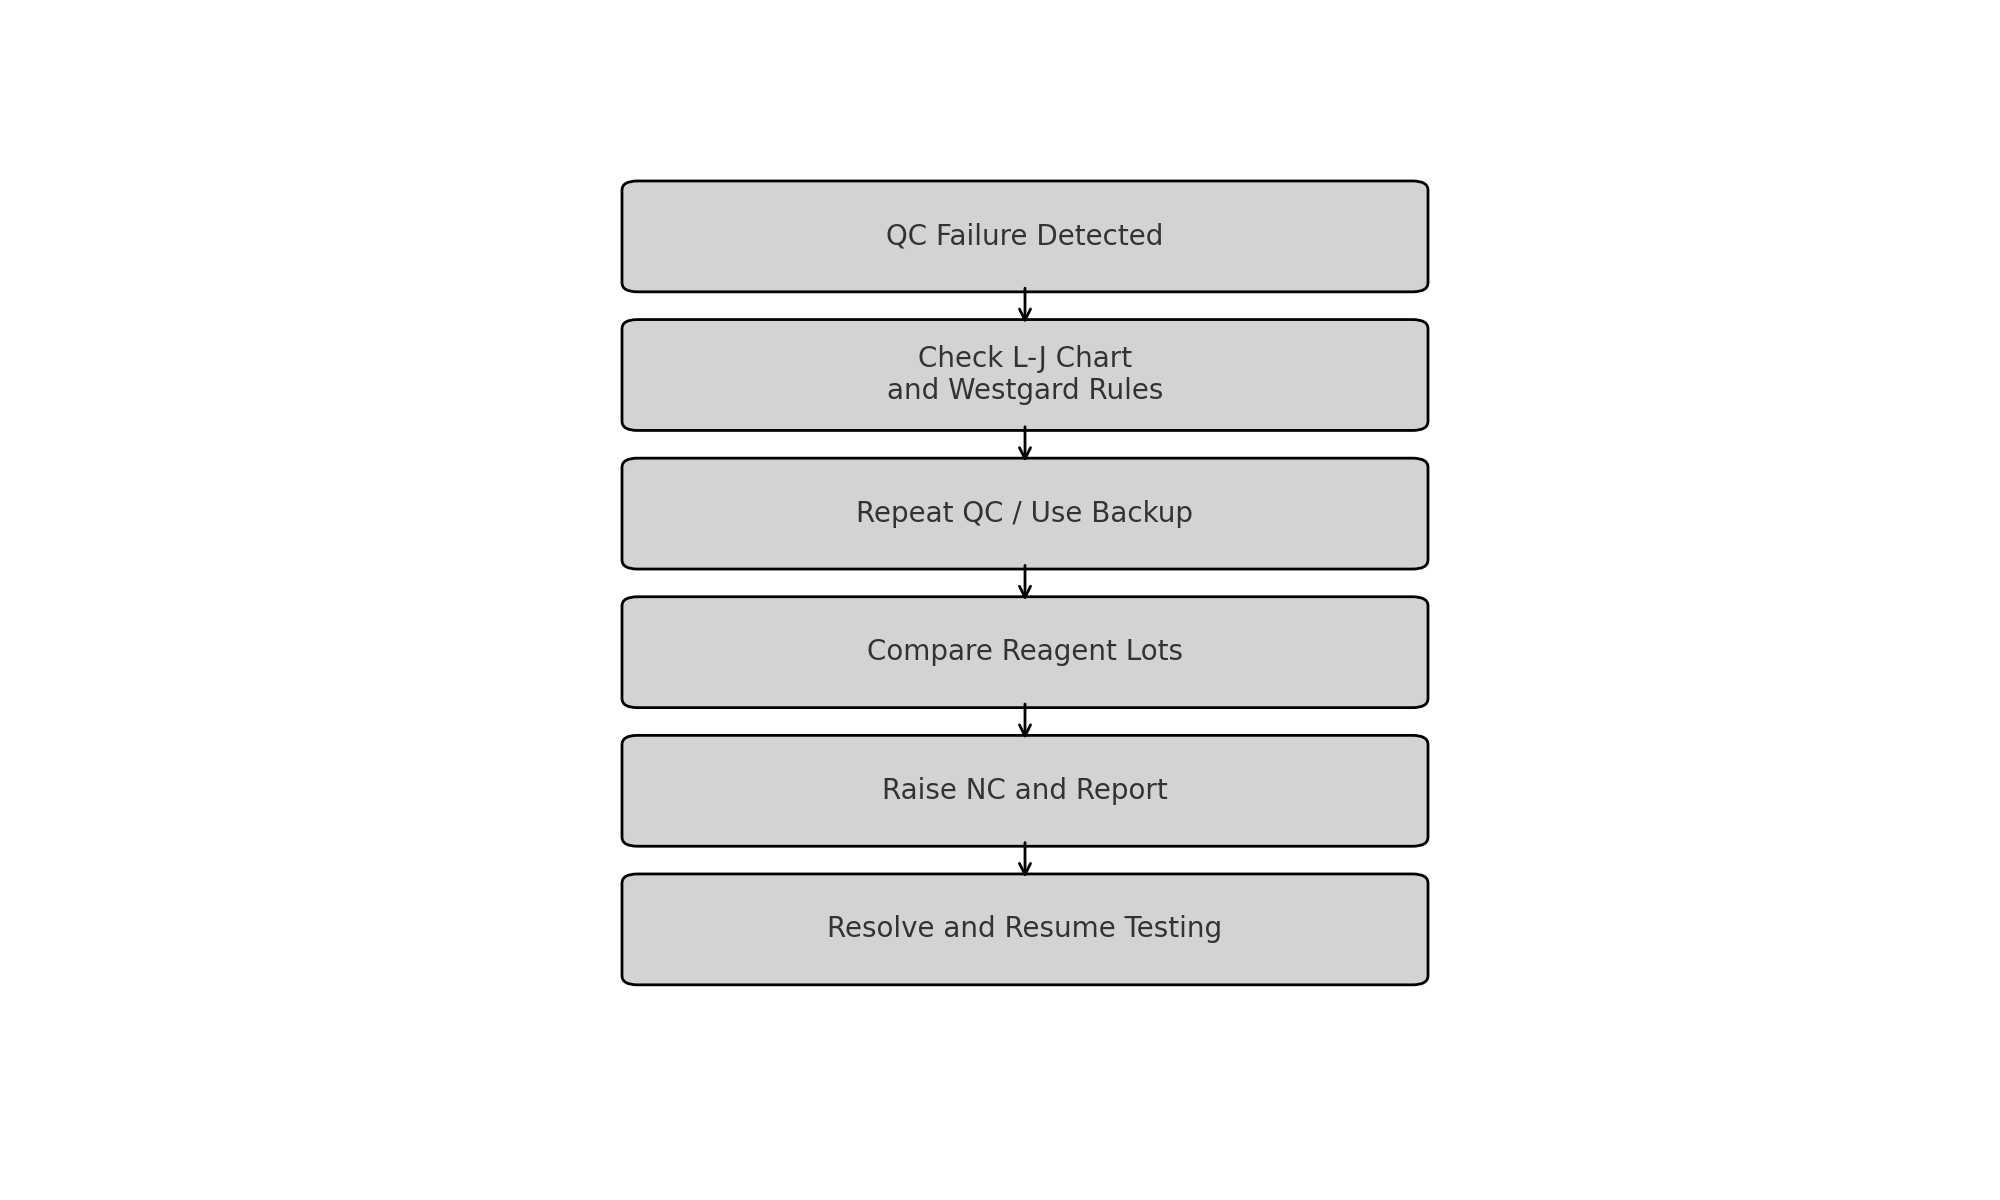 QC Failure Detected
Check L-J Chart
and Westgard Rules
Repeat QC / Use Backup
Compare Reagent Lots
Raise NC and Report
Resolve and Resume Testing